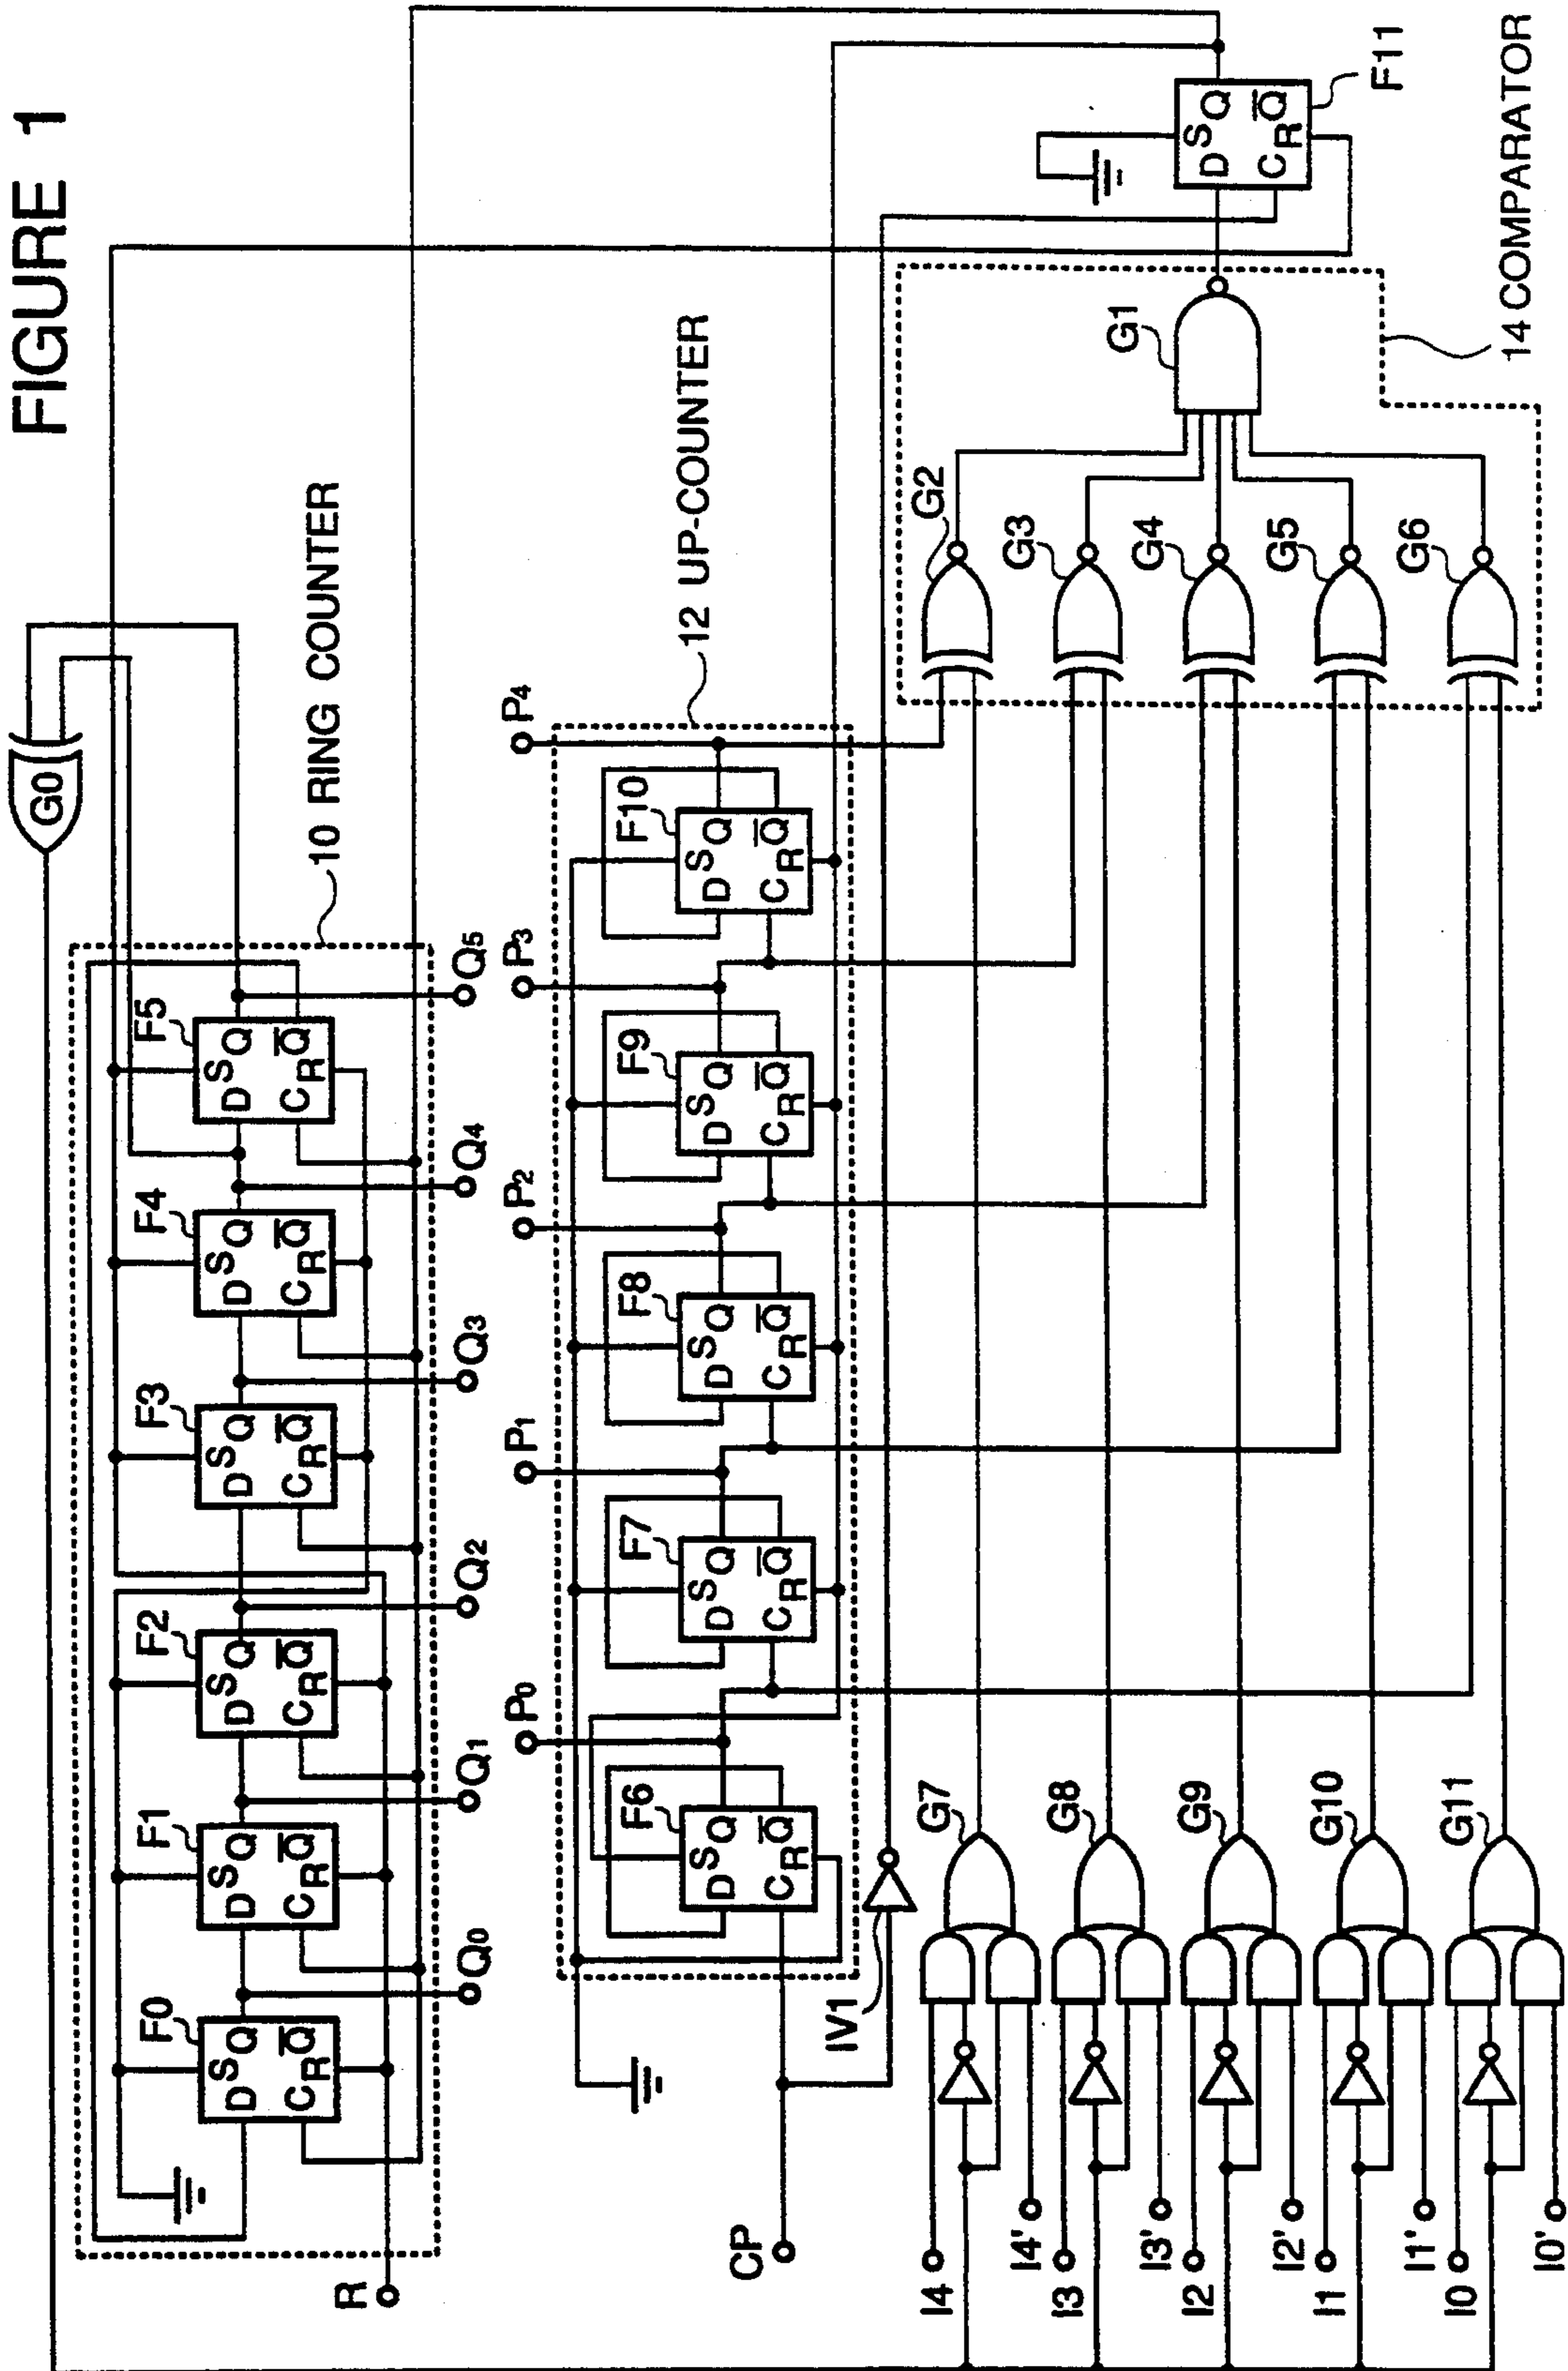 FIGURE 1
G0
10 RING COUNTER
F0
D S Q
C R Q̅
F1
D S Q
C R Q̅
F2
D S Q
C R Q̅
F3
D S Q
C R Q̅
F4
D S Q
C R Q̅
F5
D S Q
C R Q̅
R
Q0
Q1
Q2
Q3
Q4
Q5
12 UP-COUNTER
P0
P1
P2
P3
P4
F6
D S Q
C R Q̅
F7
D S Q
C R Q̅
F8
D S Q
C R Q̅
F9
D S Q
C R Q̅
F10
D S Q
C R Q̅
CP
IV1
I4
I4'
I3
I3'
I2
I2'
I1
I1'
I0
I0'
G7
G8
G9
G10
G11
G2
G3
G4
G5
G6
G1
14 COMPARATOR
D S Q
C R Q̅
F11